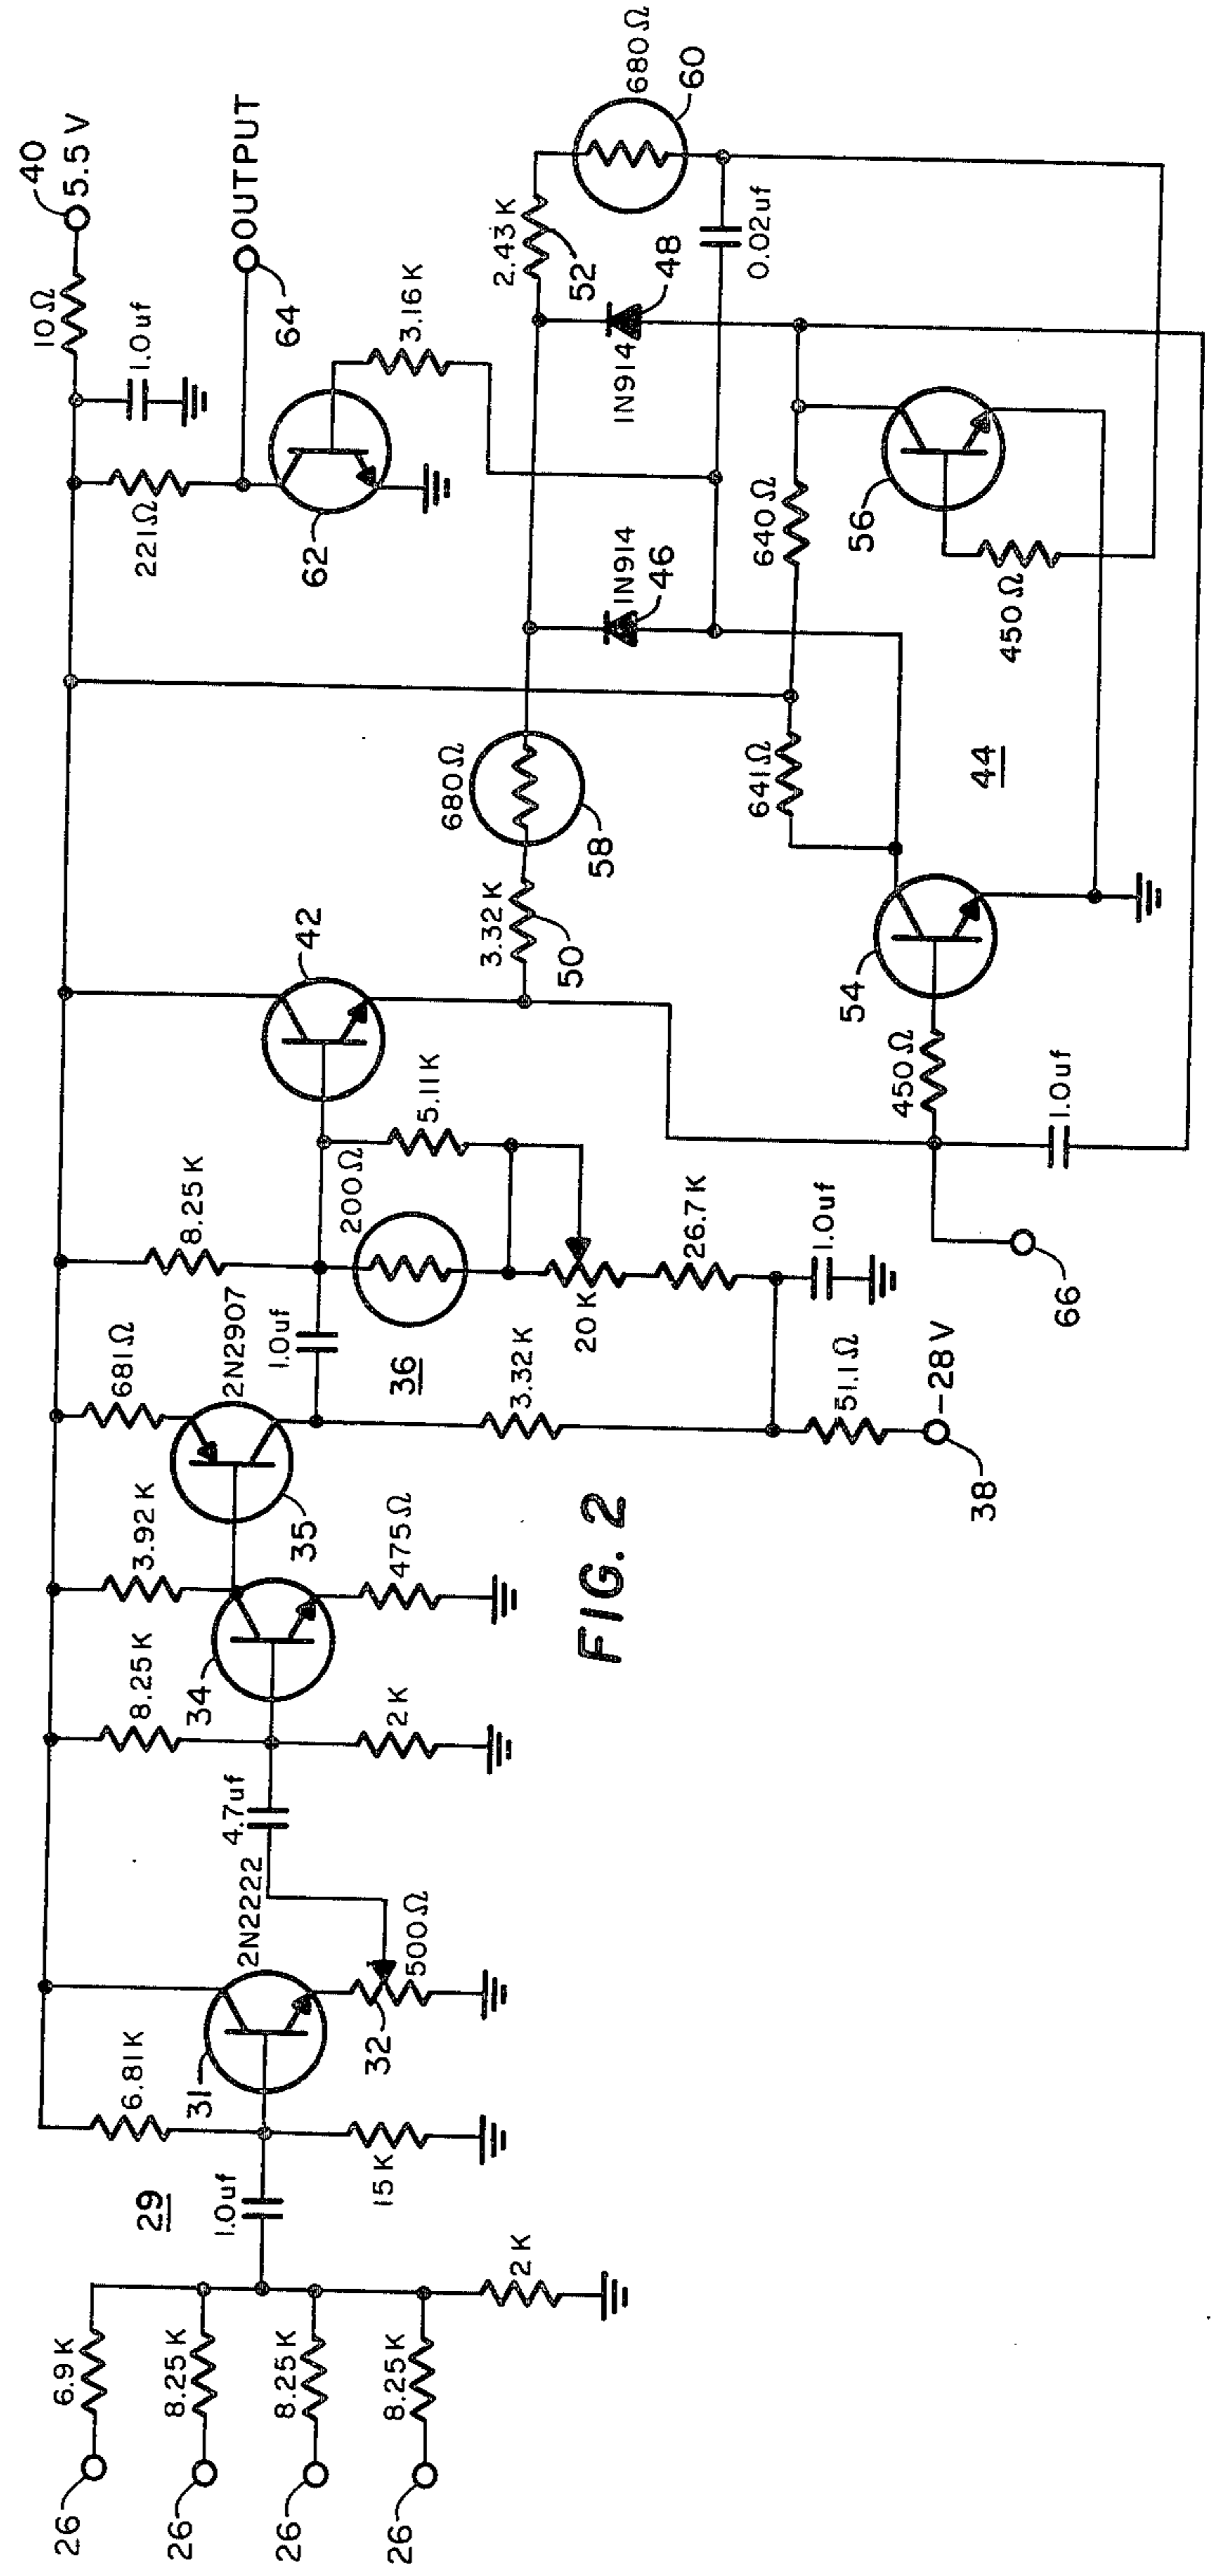 40
5.5 V
10Ω
1.0uf
OUTPUT
64
221Ω
62
3.16K
680Ω
60
2.43K
52
48
IN914
0.02uf
IN914
46
640Ω
56
450Ω
680Ω
58
641Ω
44
3.32K
50
54
450Ω
1.0uf
66
42
5.11K
8.25K
200Ω
2N2907
1.0uf
36
20K
26.7K
1.0uf
681Ω
3.32K
51.1Ω
-28V
38
35
3.92K
475Ω
34
8.25K
2K
4.7uf
2N2222
500Ω
32
31
6.81K
15K
29
1.0uf
2K
6.9K
8.25K
8.25K
8.25K
26
26
26
26
FIG. 2